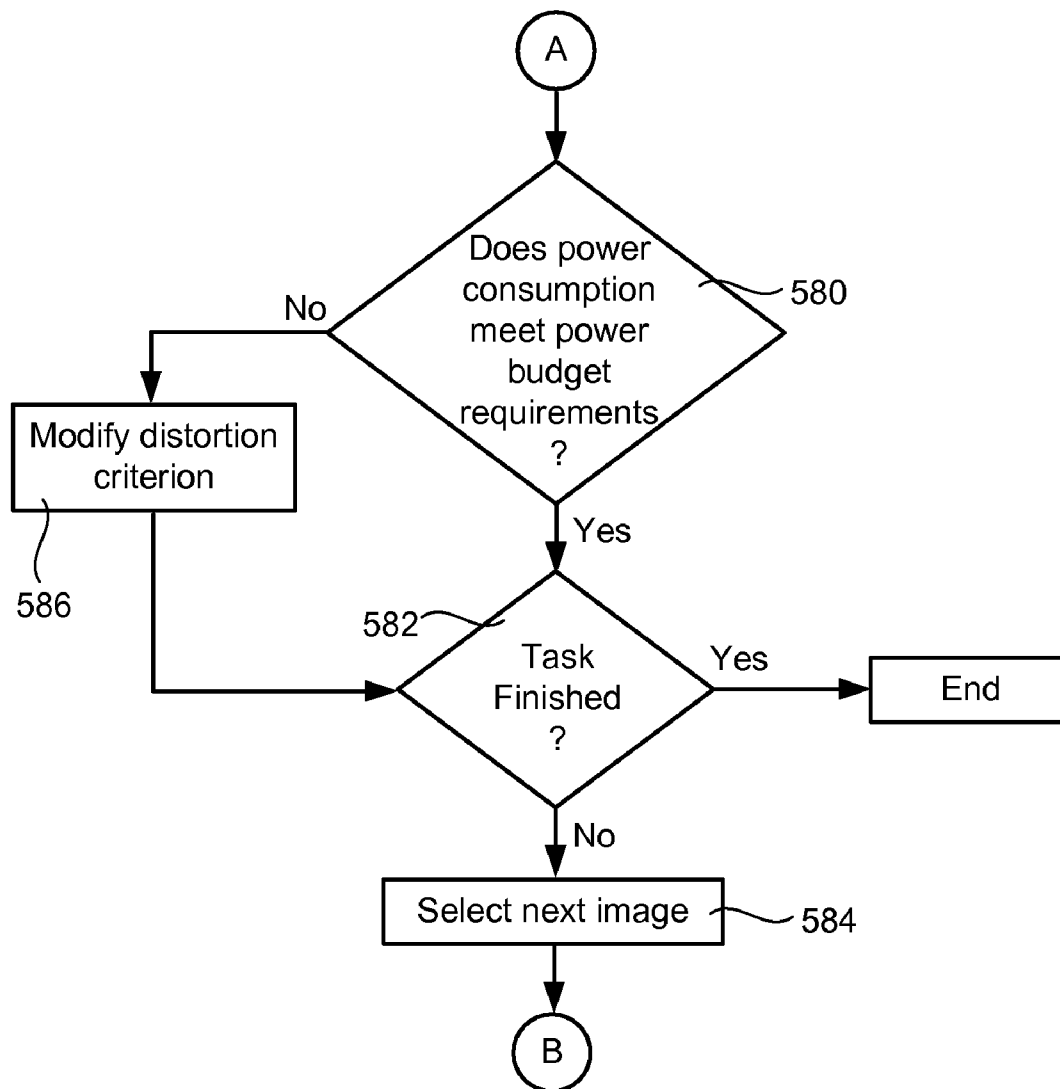 A
Does power
consumption
meet power
budget
requirements
?
580
No
Modify distortion
criterion
586
Yes
582
Task
Finished
?
Yes
End
No
Select next image
584
B